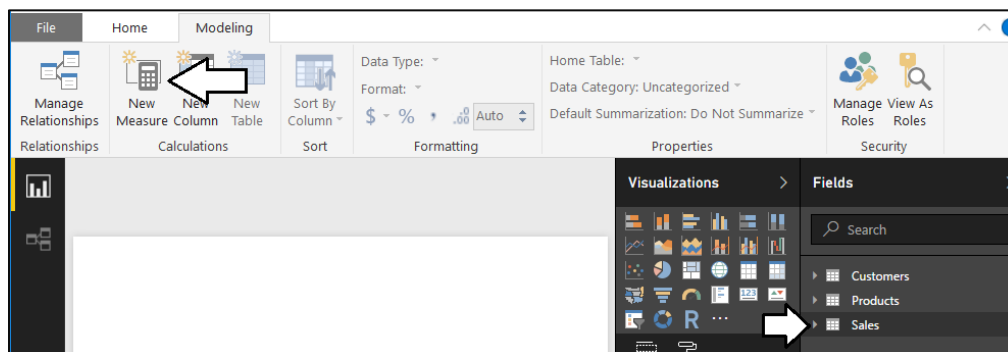 File Home Modeling
Manage Relationships
New Measure
New Column
New Table
Sort By Column
Data Type:
Format:
$ % , .00 Auto
Home Table:
Data Category: Uncategorized
Default Summarization: Do Not Summarize
Manage Roles
View As Roles
Relationships Calculations Sort Formatting Properties Security
Visualizations Fields
Search
Customers
Products
Sales
123
R